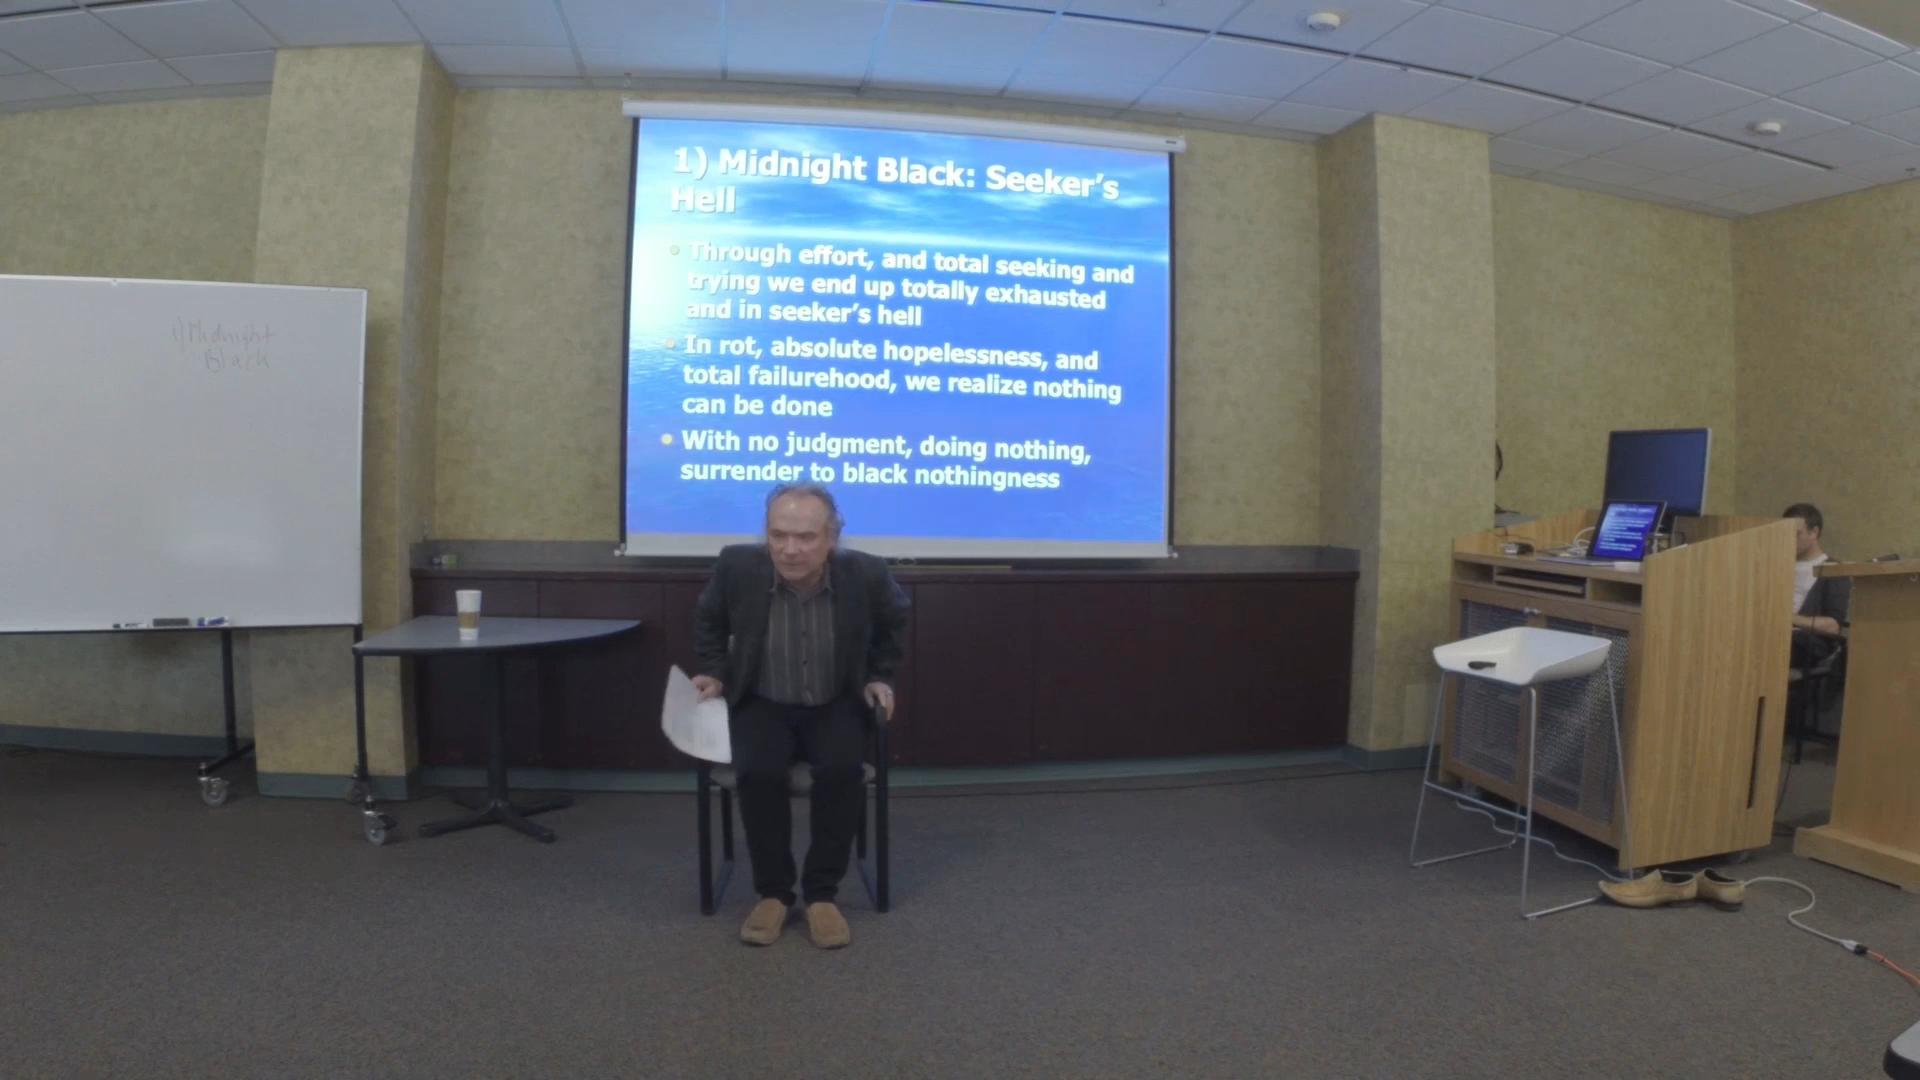 1) Midnight Black: Seeker's
Hell
Through effort, and total seeking and
trying we end up totally exhausted
and in seeker's hell
In rot, absolute hopelessness, and
total failurehood, we realize nothing
can be done
With no judgment, doing nothing,
surrender to black nothingness
1) Midnight
Black